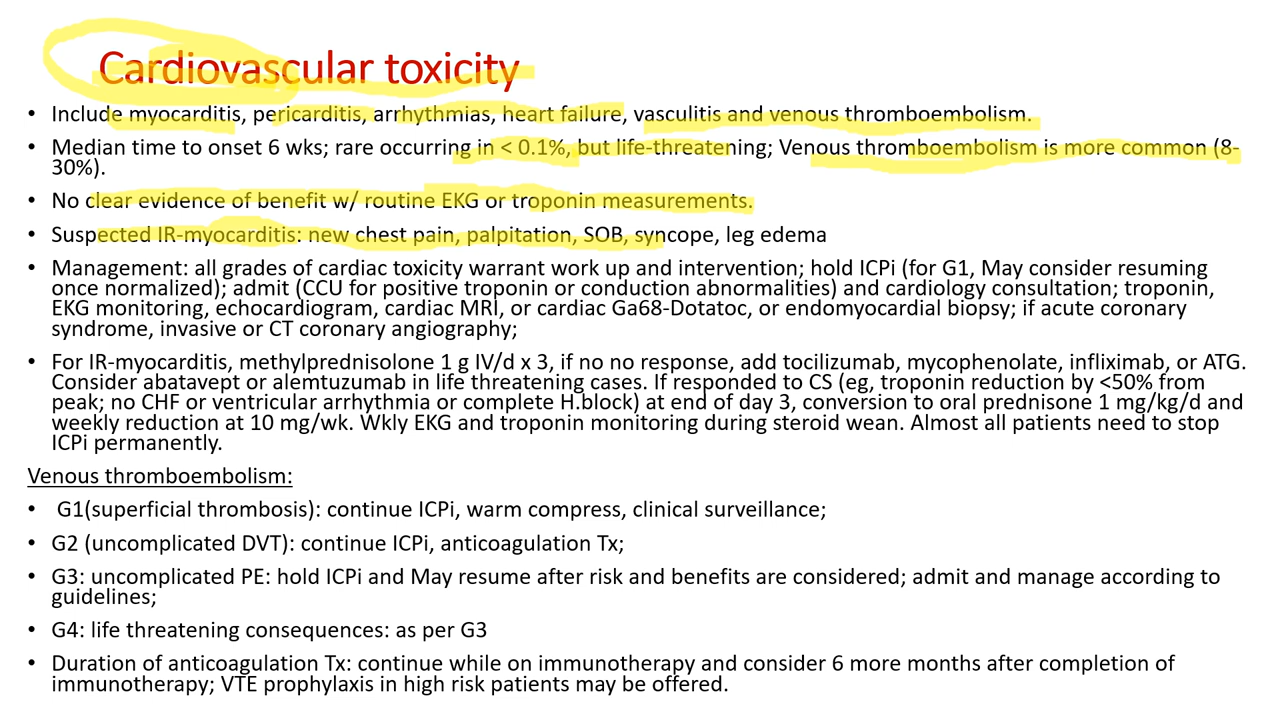 Cardiovascular toxicity
• Include myocarditis, pericarditis, arrhythmias, heart failure, vasculitis and venous thromboembolism.
• Median time to onset 6 wks; rare occurring in < 0.1%, but life-threatening; Venous thromboembolism is more common (8-
30%).
• No clear evidence of benefit w/ routine EKG or troponin measurements.
• Suspected IR-myocarditis: new chest pain, palpitation, SOB, syncope, leg edema
• Management: all grades of cardiac toxicity warrant work up and intervention; hold ICPi (for G1, May consider resuming
once normalized); admit (CCU for positive troponin or conduction abnormalities) and cardiology consultation; troponin,
EKG monitoring, echocardiogram, cardiac MRI, or cardiac Ga68-Dotatoc, or endomyocardial biopsy; if acute coronary
syndrome, invasive or CT coronary angiography;
• For IR-myocarditis, methylprednisolone 1 g IV/d x 3, if no no response, add tocilizumab, mycophenolate, infliximab, or ATG.
Consider abatavept or alemtuzumab in life threatening cases. If responded to CS (eg, troponin reduction by <50% from
peak; no CHF or ventricular arrhythmia or complete H.block) at end of day 3, conversion to oral prednisone 1 mg/kg/d and
weekly reduction at 10 mg/wk. Wkly EKG and troponin monitoring during steroid wean. Almost all patients need to stop
ICPi permanently.
Venous thromboembolism:
• G1(superficial thrombosis): continue ICPi, warm compress, clinical surveillance;
• G2 (uncomplicated DVT): continue ICPi, anticoagulation Tx;
• G3: uncomplicated PE: hold ICPi and May resume after risk and benefits are considered; admit and manage according to
guidelines;
• G4: life threatening consequences: as per G3
• Duration of anticoagulation Tx: continue while on immunotherapy and consider 6 more months after completion of
immunotherapy; VTE prophylaxis in high risk patients may be offered.